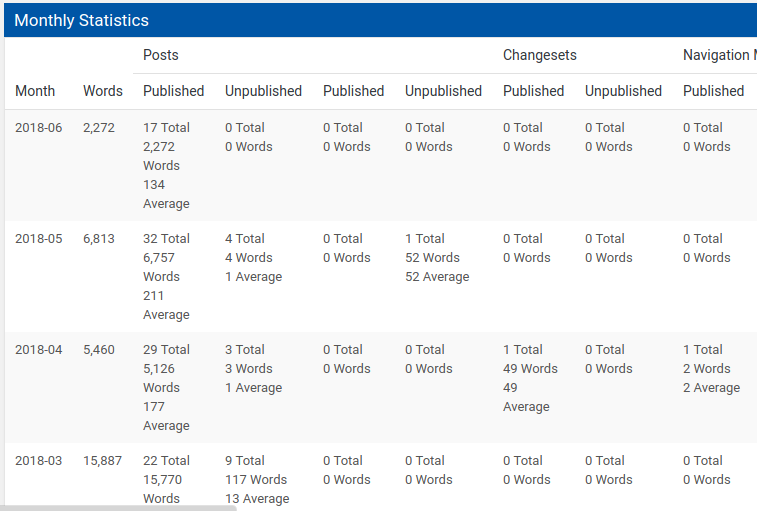 Monthly Statistics
Posts Changesets Navigation
Month Words Published Unpublished Published Unpublished Published Unpublished Published
2018-06 2,272 17 Total 0 Total 0 Total 0 Total 0 Total 0 Total 0 Total
2,272 0 Words 0 Words 0 Words 0 Words 0 Words 0 Words
Words
134
Average
2018-05 6,813 32 Total 4 Total 0 Total 1 Total 0 Total 0 Total 0 Total
6,757 4 Words 0 Words 52 Words 0 Words 0 Words 0 Words
Words 1 Average 52 Average
211
Average
2018-04 5,460 29 Total 3 Total 0 Total 0 Total 1 Total 0 Total 1 Total
5,126 3 Words 0 Words 0 Words 49 Words 0 Words 2 Words
Words 1 Average 49 2 Average
177 Average
Average
2018-03 15,887 22 Total 9 Total 0 Total 0 Total 0 Total 0 Total 0 Total
15,770 117 Words 0 Words 0 Words 0 Words 0 Words 0 Words
Words 13 Average